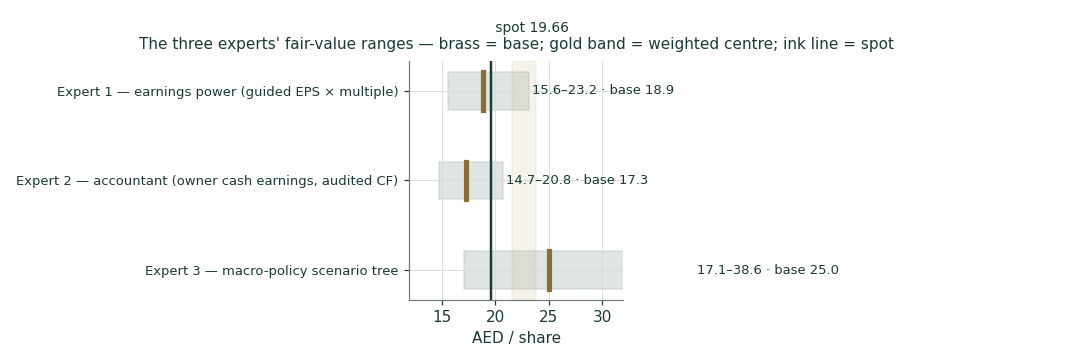 spot 19.66
The three experts' fair-value ranges — brass = base; gold band = weighted centre; ink line = spot
Expert 1 — earnings power (guided EPS × multiple)
15.6–23.2 · base 18.9
Expert 2 — accountant (owner cash earnings, audited CF)
14.7–20.8 · base 17.3
Expert 3 — macro-policy scenario tree
17.1–38.6 · base 25.0
15 20 25 30
AED / share